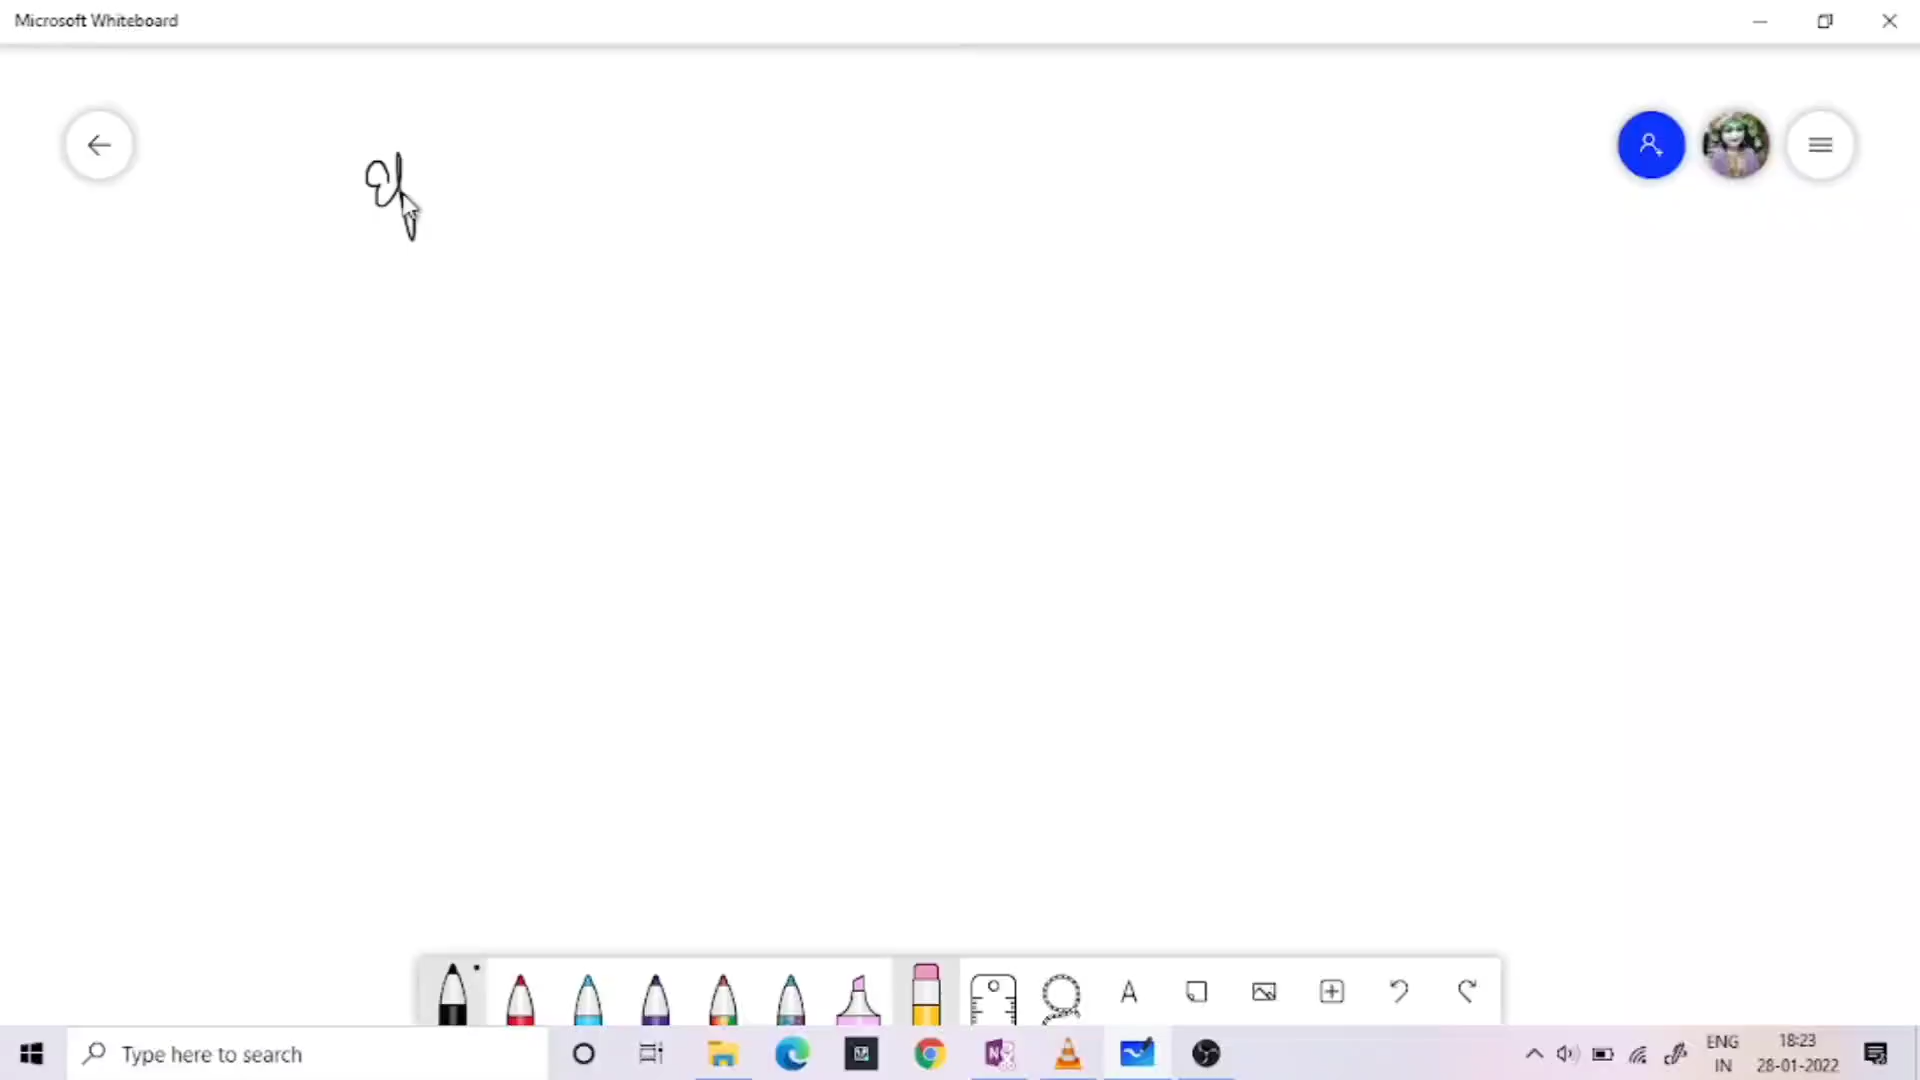 Microsoft Whiteboard
Type here to search
ENG
IN
18:23
28-01-2022